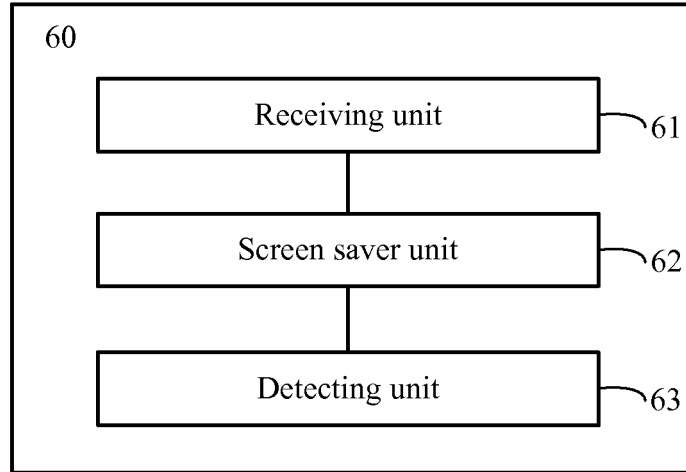 60
Receiving unit
61
Screen saver unit
62
Detecting unit
63